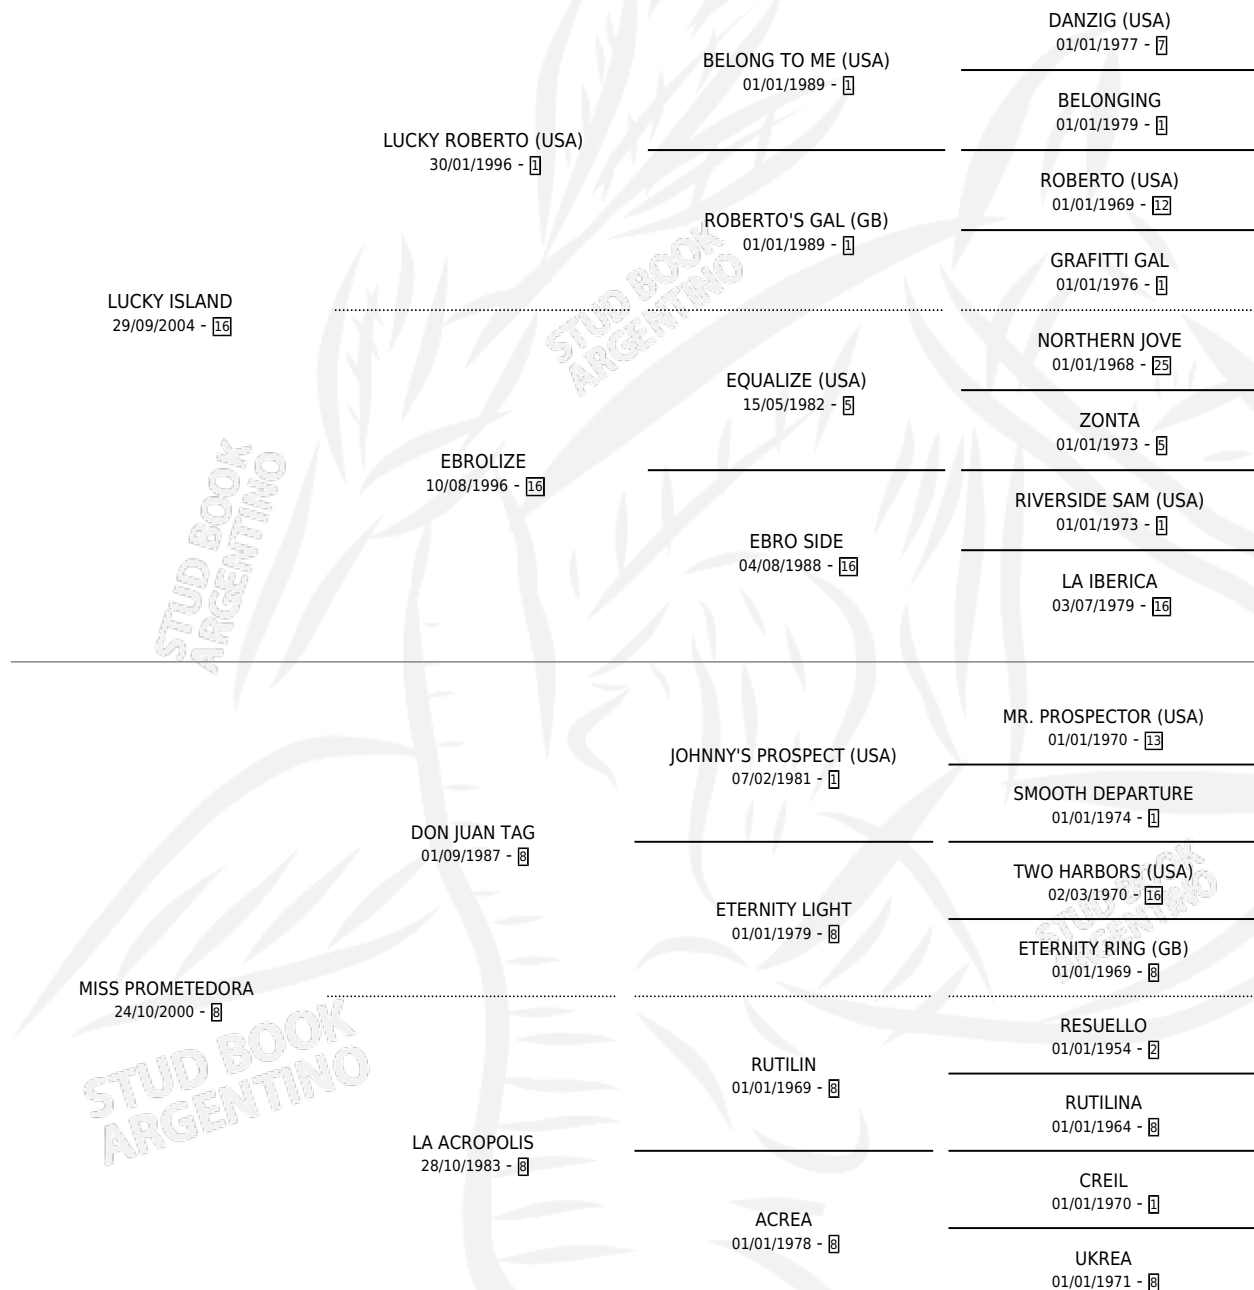 DANZIG (USA)
01/01/1977 - 7
BELONG TO ME (USA)
01/01/1989 - 1
BELONGING
01/01/1979 - 1
LUCKY ROBERTO (USA)
30/01/1996 - 1
ROBERTO (USA)
01/01/1969 - 12
ROBERTO'S GAL (GB)
01/01/1989 - 1
GRAFITTI GAL
01/01/1976 - 1
LUCKY ISLAND
29/09/2004 - 16
STUD BOOK
ARGENTINO
NORTHERN JOVE
01/01/1968 - 25
EQUALIZE (USA)
15/05/1982 - 5
ZONTA
01/01/1973 - 5
EBROLIZE
10/08/1996 - 16
RIVERSIDE SAM (USA)
01/01/1973 - 1
EBRO SIDE
04/08/1988 - 16
LA IBERICA
03/07/1979 - 16
STUD BOOK
ARGENTINO
MR. PROSPECTOR (USA)
01/01/1970 - 13
JOHNNY'S PROSPECT (USA)
07/02/1981 - 1
SMOOTH DEPARTURE
01/01/1974 - 1
DON JUAN TAG
01/09/1987 - 8
TWO HARBORS (USA)
02/03/1970 - 16
ETERNITY LIGHT
01/01/1979 - 8
STUD BOOK
ARGENTINO
ETERNITY RING (GB)
01/01/1969 - 8
MISS PROMETEDORA
24/10/2000 - 8
STUD BOOK
ARGENTINO
RESUELLO
01/01/1954 - 2
RUTILIN
01/01/1969 - 8
RUTILINA
01/01/1964 - 8
LA ACROPOLIS
28/10/1983 - 8
CREIL
01/01/1970 - 1
ACREA
01/01/1978 - 8
UKREA
01/01/1971 - 8